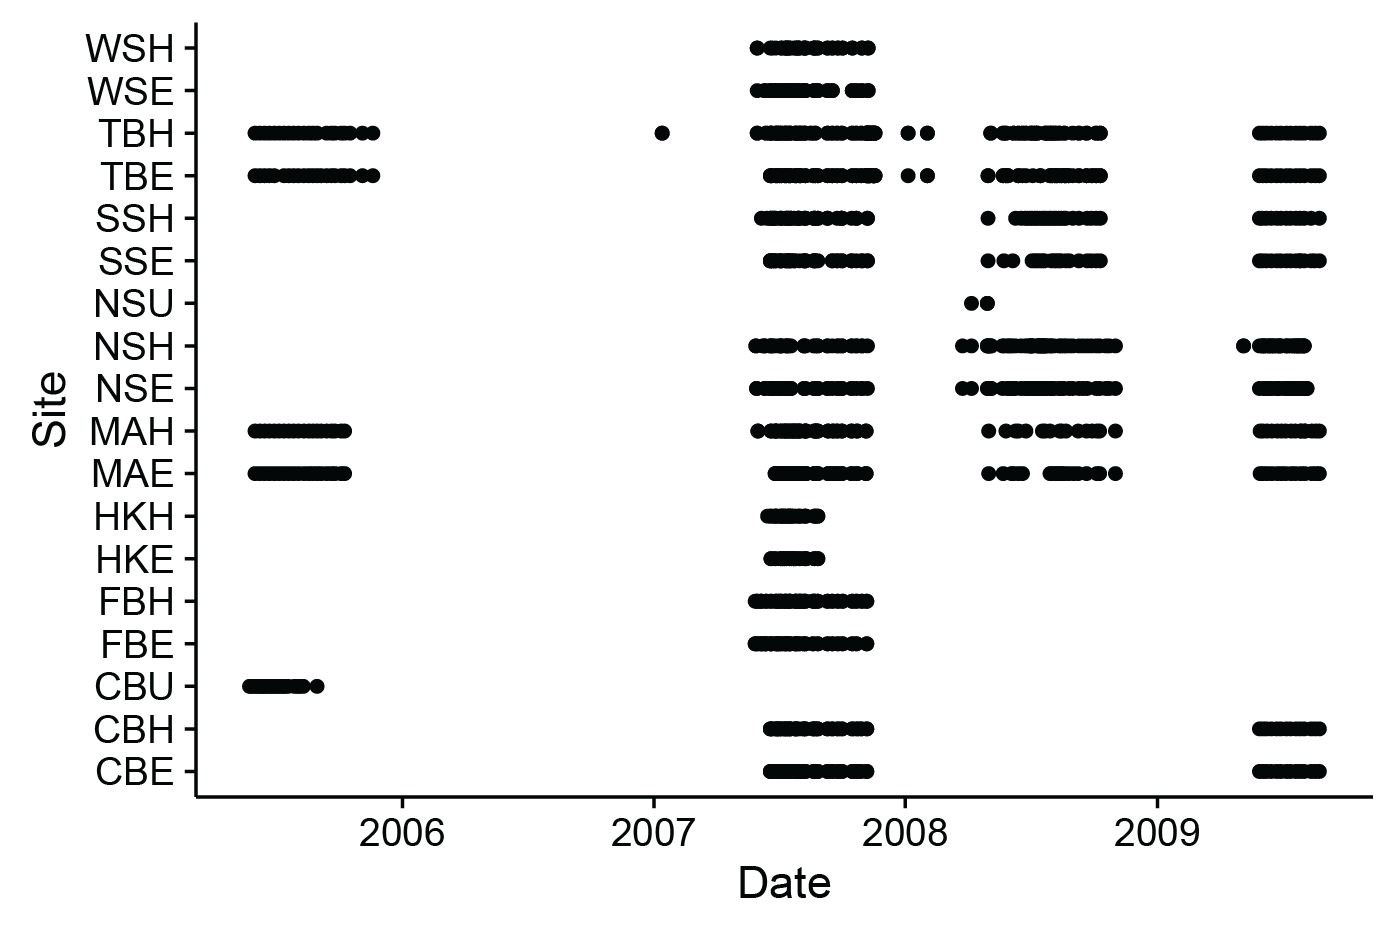 WSH
WSE
TBH
TBE
SSH
SSE
NSU
NSH
NSE
MAH
MAE
HKH
HKE
FBH
FBE
CBU
CBH
CBE
Site
2006 2007 2008 2009
Date